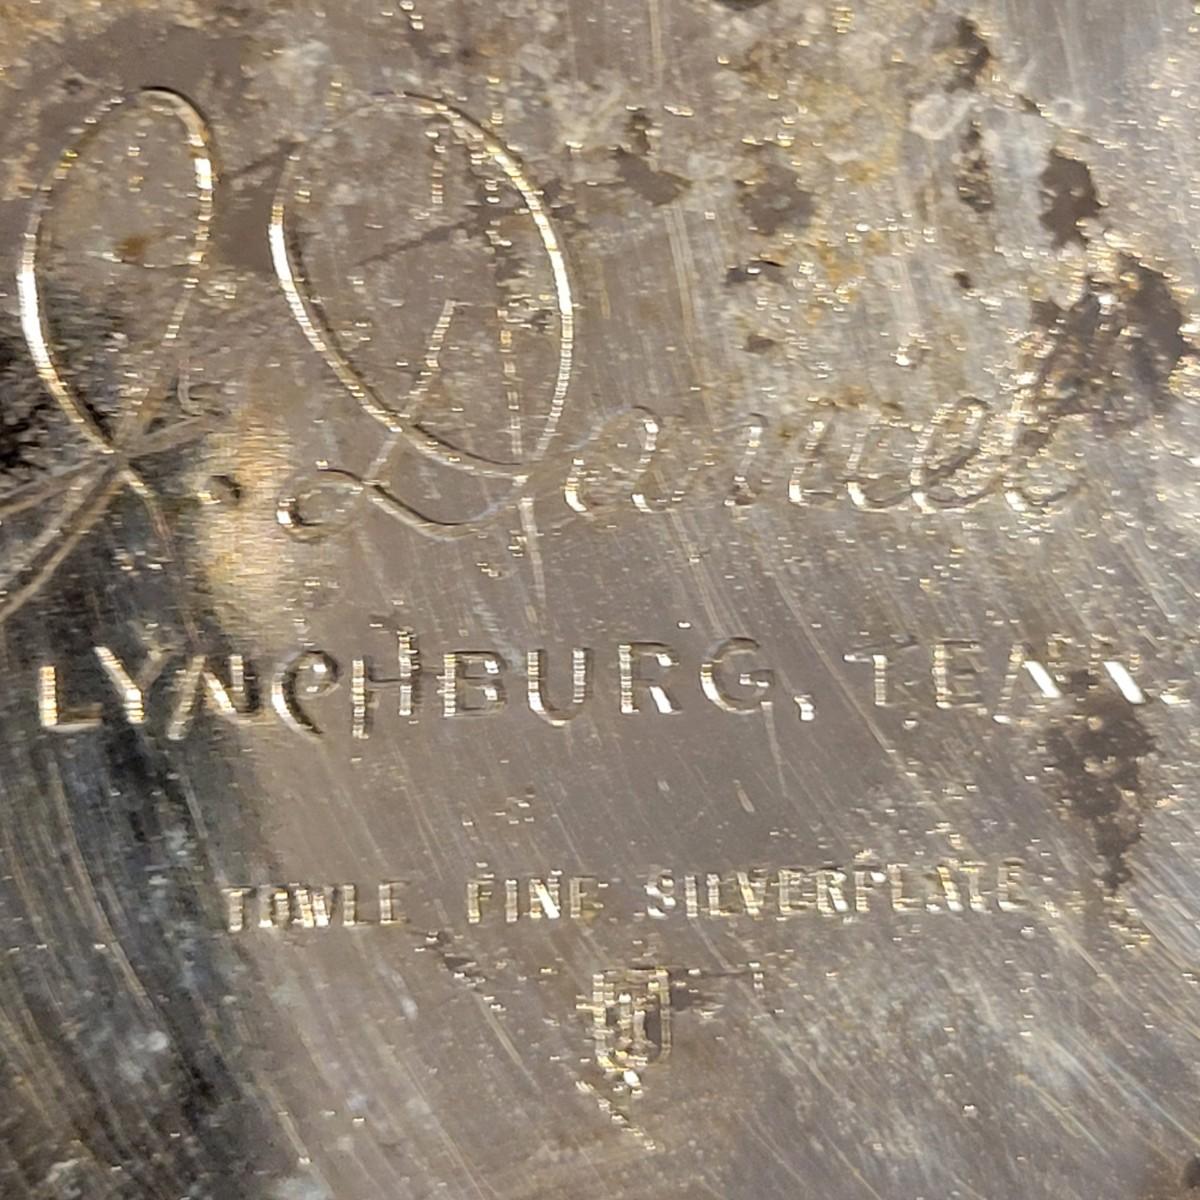 J. Daniel
LYNCHBURG, TENN.
TOWLE FINE SILVERPLATE